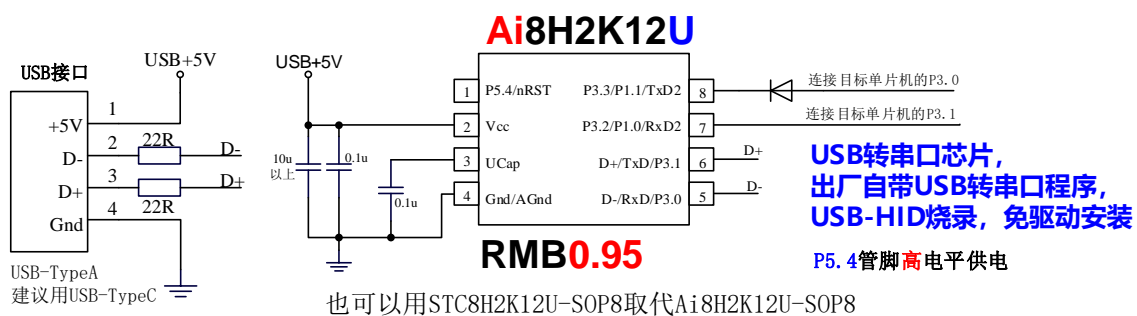 Ai8H2K12U
USB接口
USB+5V
USB+5V
1
+5V
2
22R
D-
D-
3
D+
D+
4
22R
Gnd
USB-TypeA
建议用USB-TypeC
10u
以上
0.1u
0.1u
1
P5.4/nRST
P3.3/P1.1/TxD2
8
连接目标单片机的P3.0
2
Vcc
P3.2/P1.0/RxD2
7
连接目标单片机的P3.1
3
UCap
D+/TxD/P3.1
6
D+
4
Gnd/AGnd
D-/RxD/P3.0
5
D-
RMB0.95
USB转串口芯片，
出厂自带USB转串口程序，
USB-HID烧录，免驱动安装
P5.4管脚高电平供电
也可以用STC8H2K12U-SOP8取代Ai8H2K12U-SOP8